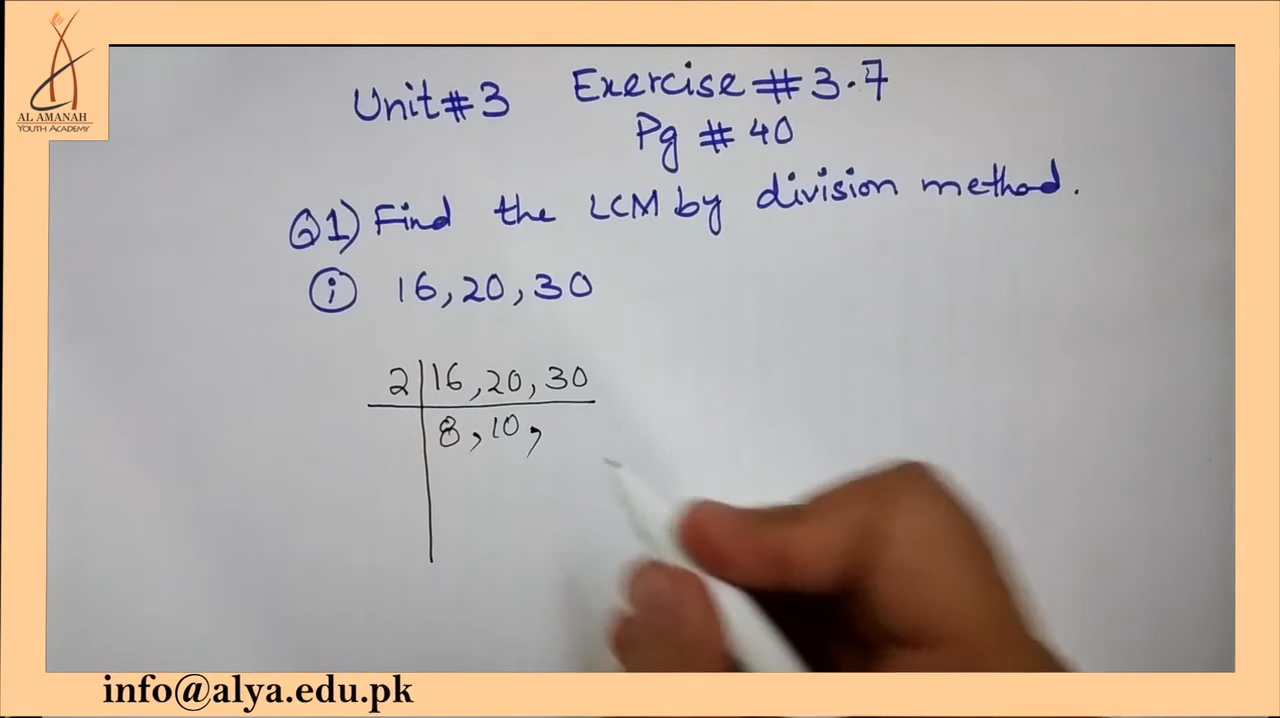 AL AMANAH
YOUTH ACADEMY
Unit # 3 Exercise # 3.7
Pg # 40
Q1) Find the LCM by division method.
(i) 16, 20, 30
2 | 16, 20, 30
8, 10,
info@alya.edu.pk